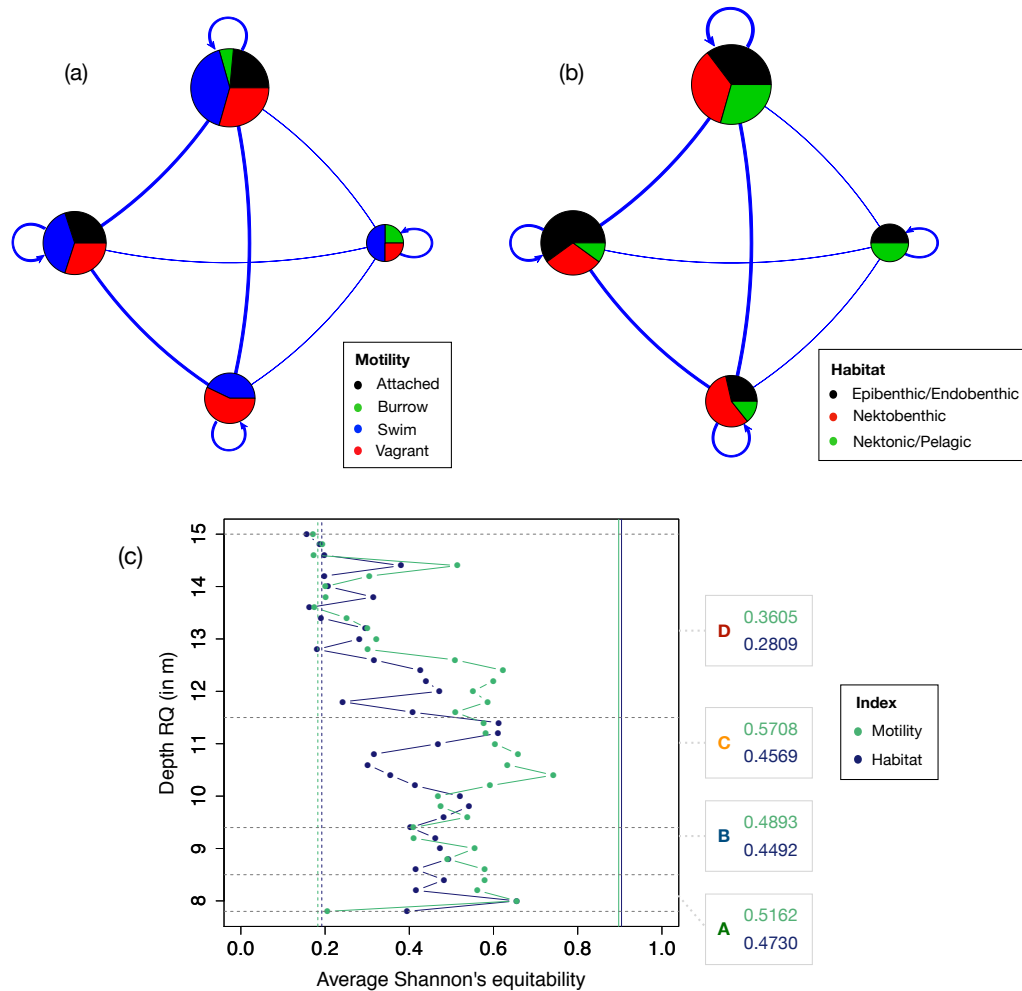 (a)
(b)
Motility
Attached
Burrow
Swim
Vagrant
Habitat
Epibenthic/Endobenthic
Nektobenthic
Nektonic/Pelagic
(c)
Depth RQ (in m)
15
14
13
12
11
10
9
8
0.0 0.2 0.4 0.6 0.8 1.0
Average Shannon's equitability
D 0.3605
0.2809
C 0.5708
0.4569
B 0.4893
0.4492
A 0.5162
0.4730
Index
Motility
Habitat